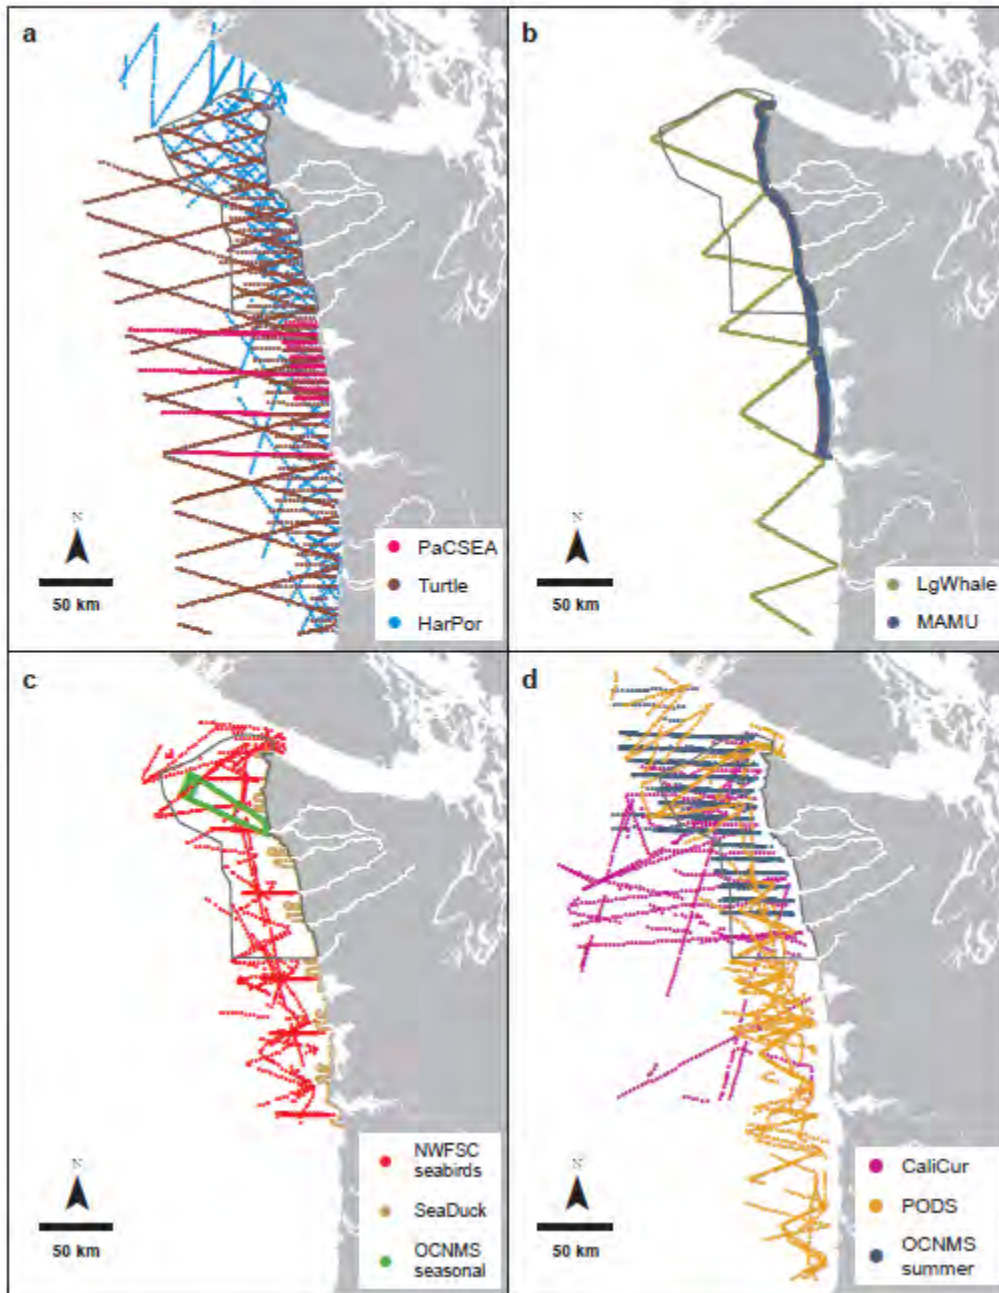 a
N
50 km
PaCSEA
Turtle
HarPor
b
N
50 km
LgWhale
MAMU
c
N
50 km
NWFSC
seabirds
SeaDuck
OCNMS
seasonal
d
N
50 km
CaliCur
PODS
OCNMS
summer